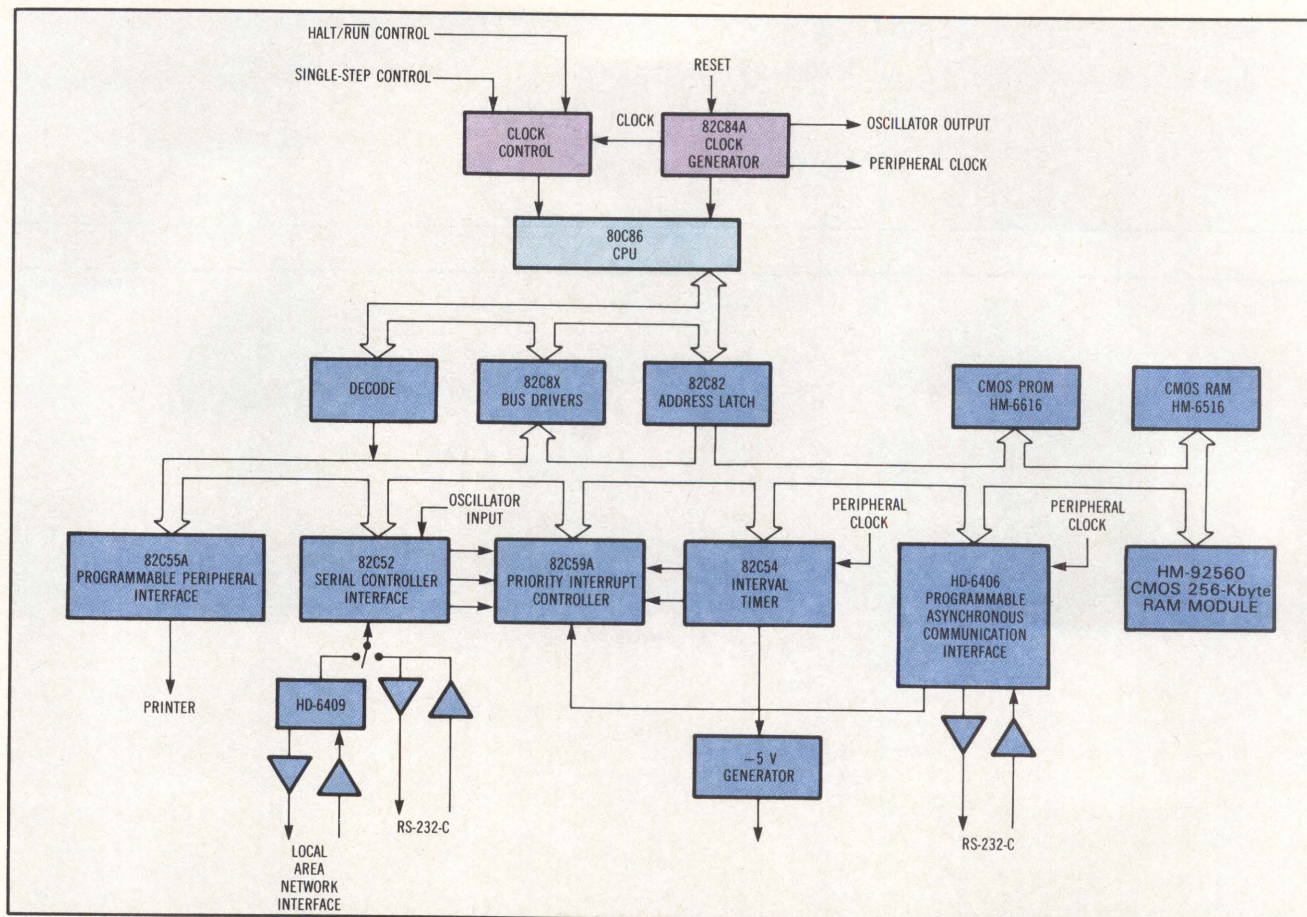 HALT/RUN CONTROL
SINGLE-STEP CONTROL
RESET
CLOCK
CONTROL
CLOCK
82C84A
CLOCK
GENERATOR
OSCILLATOR OUTPUT
PERIPHERAL CLOCK
80C86
CPU
DECODE
82C8X
BUS DRIVERS
82C82
ADDRESS LATCH
CMOS PROM
HM-6616
CMOS RAM
HM-6516
OSCILLATOR
INPUT
PERIPHERAL
CLOCK
PERIPHERAL
CLOCK
82C55A
PROGRAMMABLE PERIPHERAL
INTERFACE
82C52
SERIAL CONTROLLER
INTERFACE
82C59A
PRIORITY INTERRUPT
CONTROLLER
82C54
INTERVAL
TIMER
HD-6406
PROGRAMMABLE
ASYNCHRONOUS
COMMUNICATION
INTERFACE
HM-92560
CMOS 256-Kbyte
RAM MODULE
PRINTER
HD-6409
–5 V
GENERATOR
RS-232-C
RS-232-C
LOCAL
AREA
NETWORK
INTERFACE